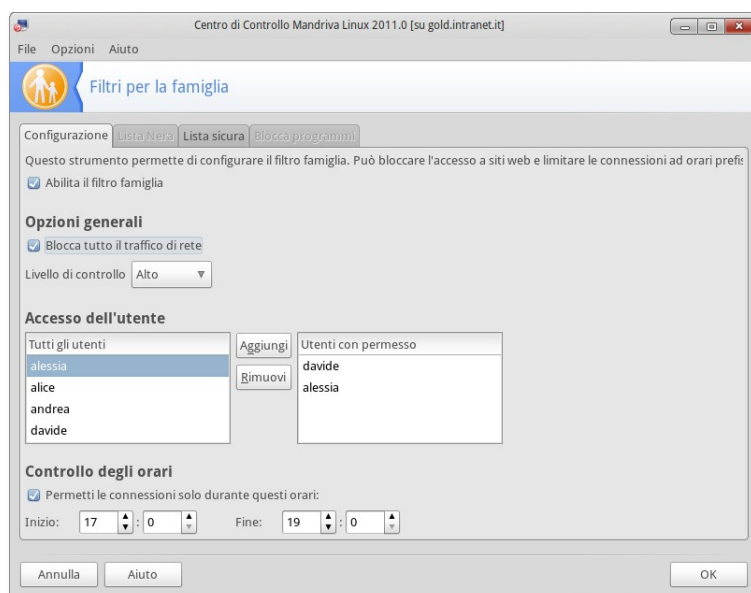 Centro di Controllo Mandriva Linux 2011.0 [su gold.intranet.it]
File Opzioni Aiuto
Filtri per la famiglia
Configurazione Lista Nera Lista sicura Blocca programmi
Questo strumento permette di configurare il filtro famiglia. Può bloccare l'accesso a siti web e limitare le connessioni ad orari prefis
Abilita il filtro famiglia
Opzioni generali
Blocca tutto il traffico di rete
Livello di controllo Alto
Accesso dell'utente
Tutti gli utenti Aggiungi Utenti con permesso
alessia Rimuovi davide
alice alessia
andrea
davide
Controllo degli orari
Permetti le connessioni solo durante questi orari:
Inizio: 17 : 0 Fine: 19 : 0
Annulla Aiuto OK